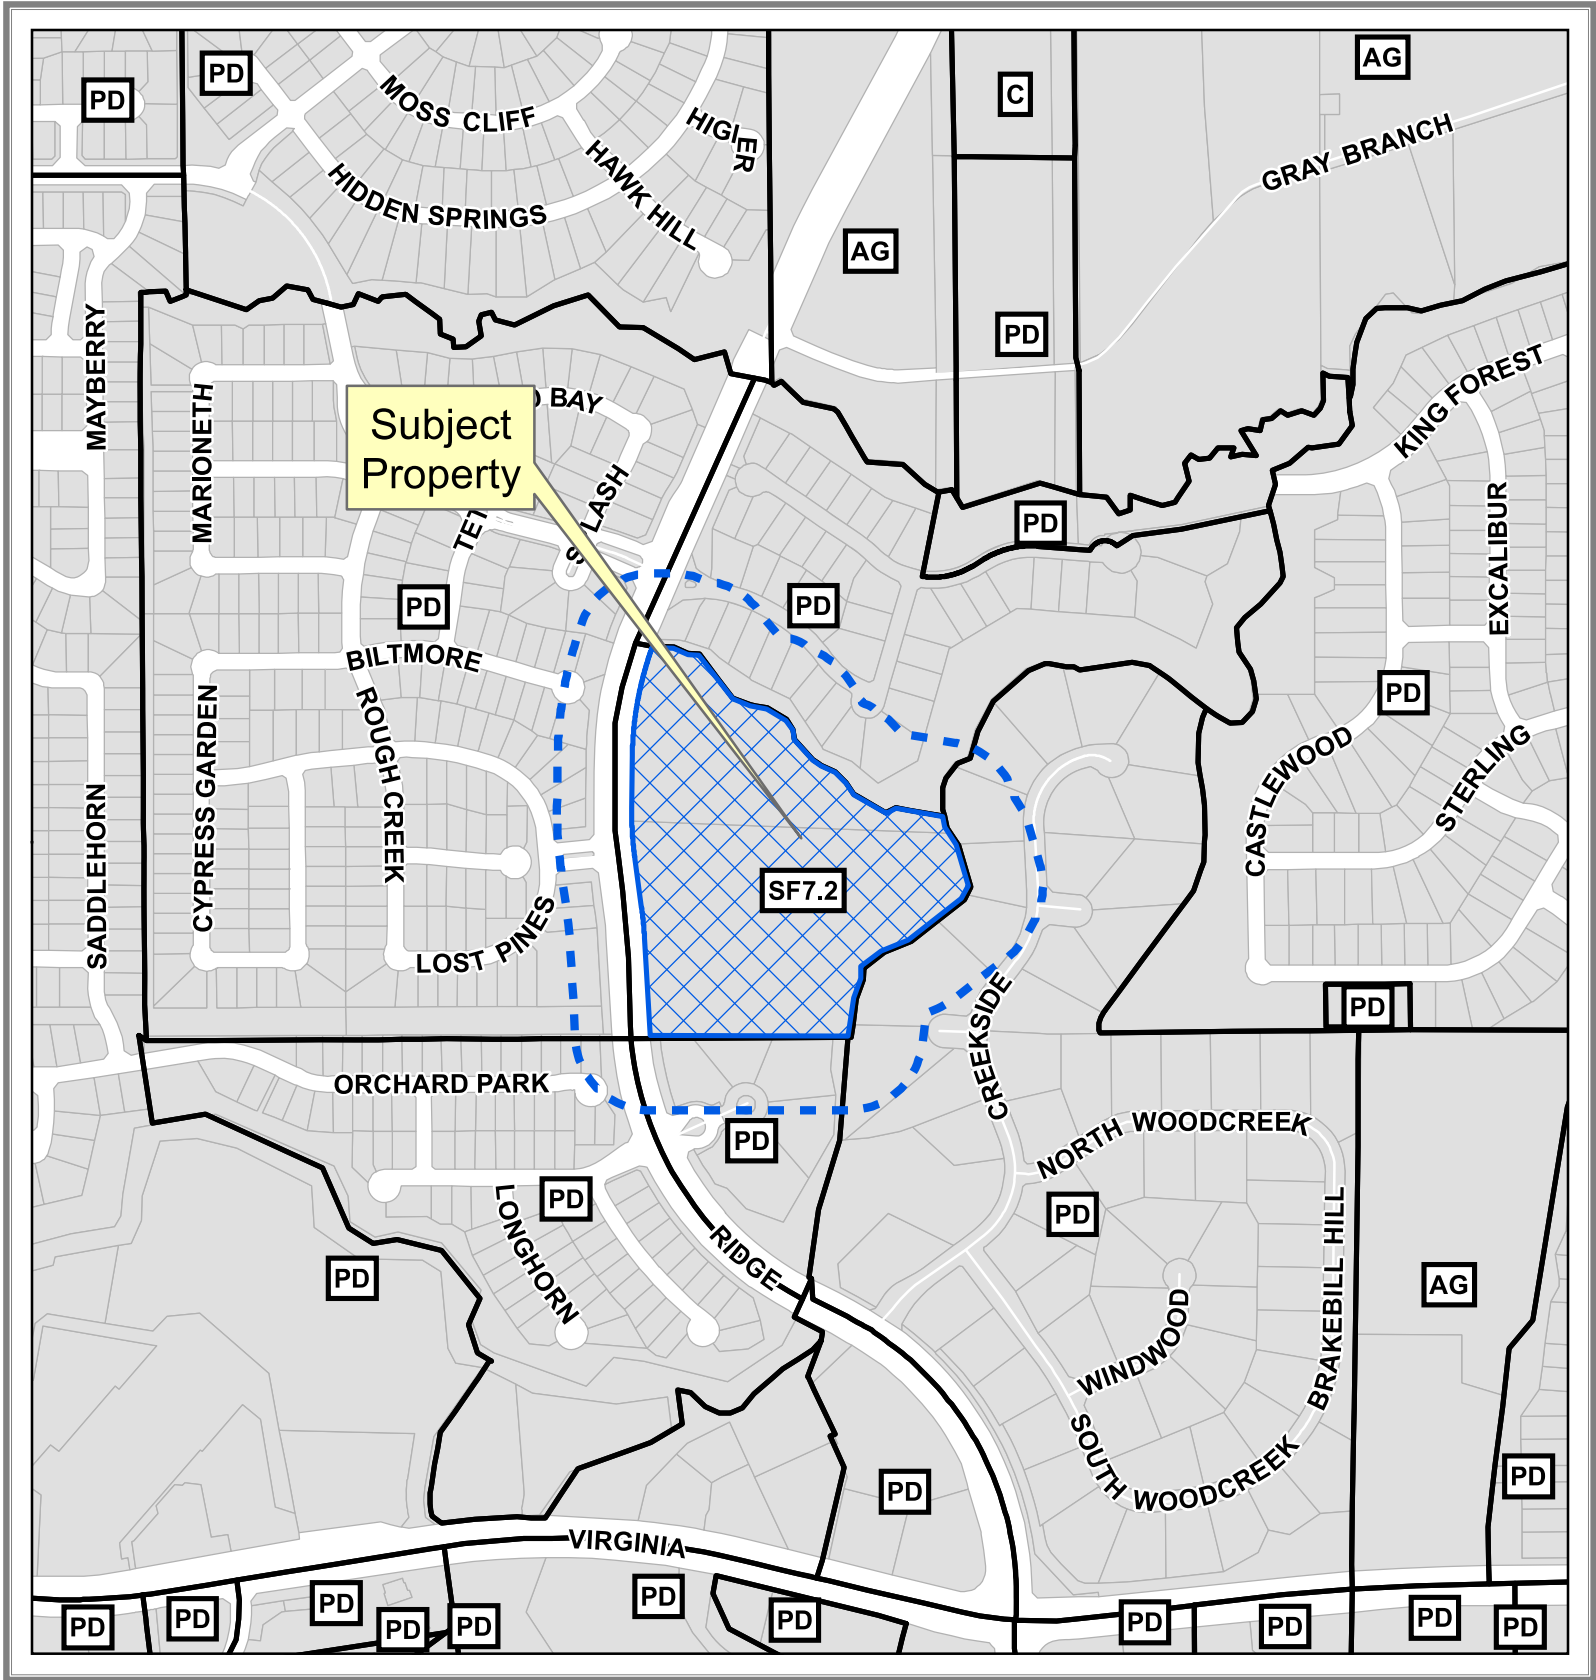 AG
PD
PD
C
MOSS CLIFF
HIGIER
GRAY BRANCH
HAWK HILL
HIDDEN SPRINGS
AG
PD
MAYBERRY
KING FOREST
BAY
MARIONETH
Subject
Property
LASH
EXCALIBUR
PD
PD
PD
BILTMORE
PD
ROUGH CREEK
CYPRESS GARDEN
CASTLEWOOD
STERLING
SADDLEHORN
SF7.2
LOST PINES
PD
CREEKSIDE
ORCHARD PARK
NORTH WOODCREEK
PD
PD
PD
LONGHORN
RIDGE
BRAKEBILL HILL
PD
AG
WINDWOOD
SOUTH WOODCREEK
PD
PD
VIRGINIA
PD
PD
PD
PD
PD
PD
PD
PD
PD
PD
PD